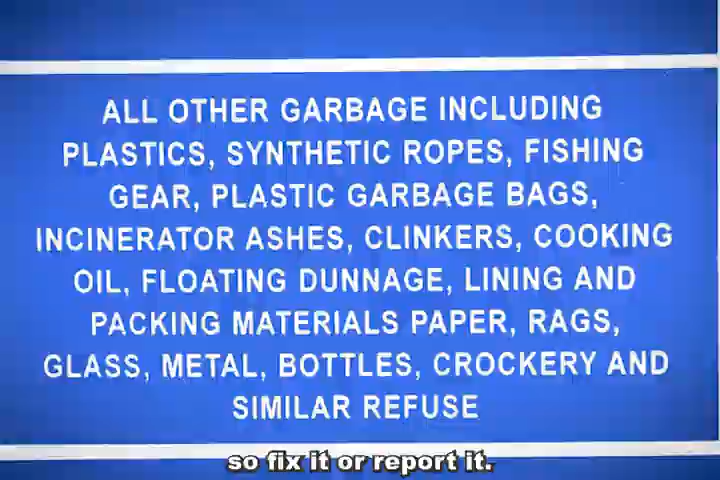 ALL OTHER GARBAGE INCLUDING
PLASTICS, SYNTHETIC ROPES, FISHING
GEAR, PLASTIC GARBAGE BAGS,
INCINERATOR ASHES, CLINKERS, COOKING
OIL, FLOATING DUNNAGE, LINING AND
PACKING MATERIALS PAPER, RAGS,
GLASS, METAL, BOTTLES, CROCKERY AND
SIMILAR REFUSE
so fix it or report it.